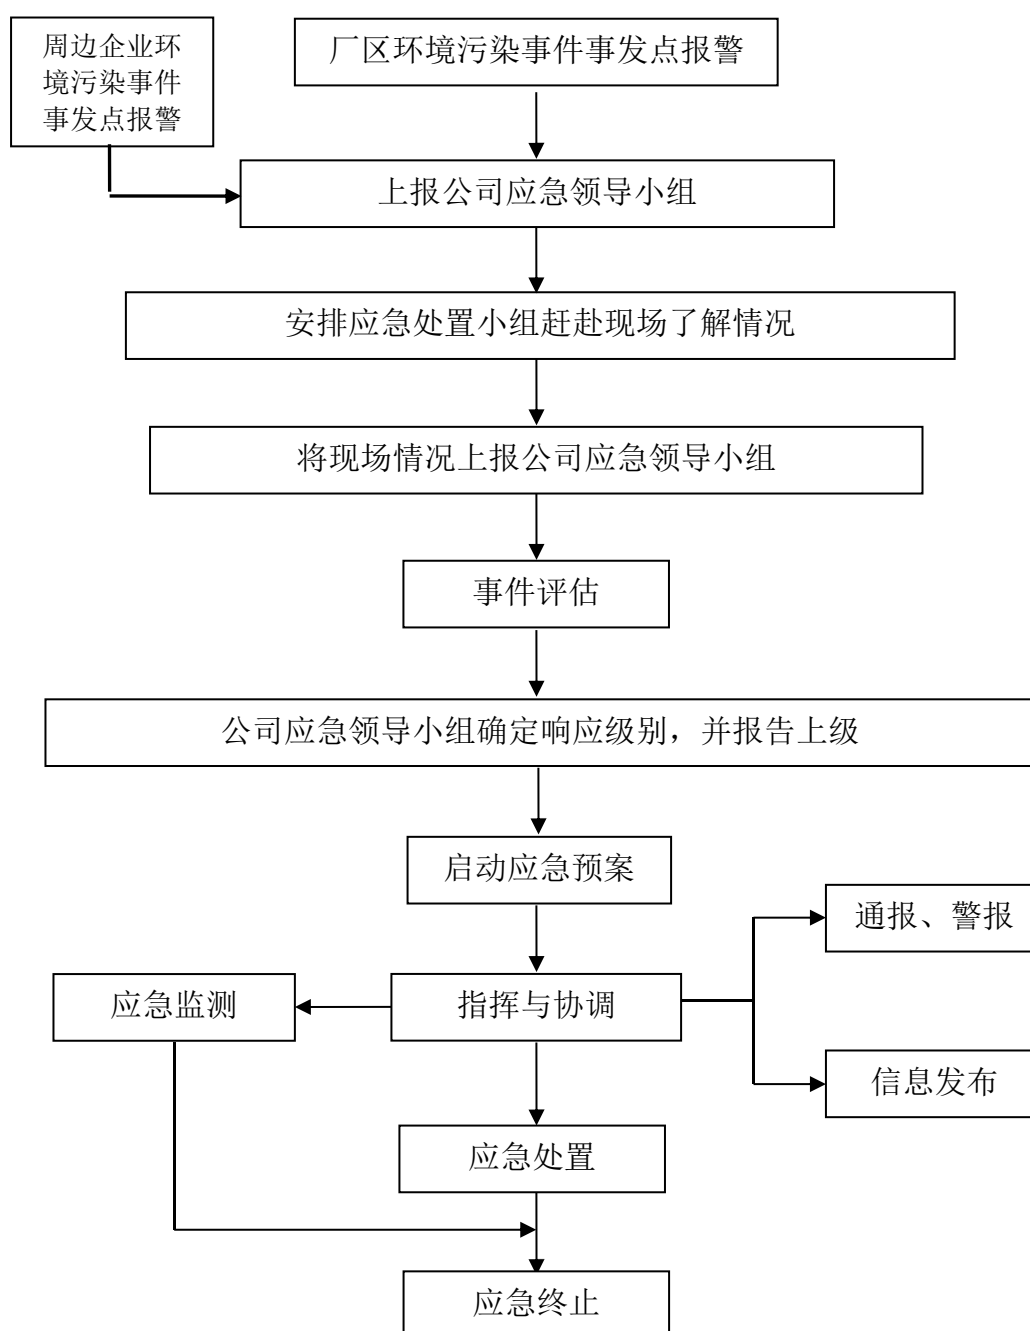 周边企业环
境污染事件
事发点报警
厂区环境污染事件事发点报警
上报公司应急领导小组
安排应急处置小组赶赴现场了解情况
将现场情况上报公司应急领导小组
事件评估
公司应急领导小组确定响应级别，并报告上级
启动应急预案
通报、警报
应急监测
指挥与协调
信息发布
应急处置
应急终止